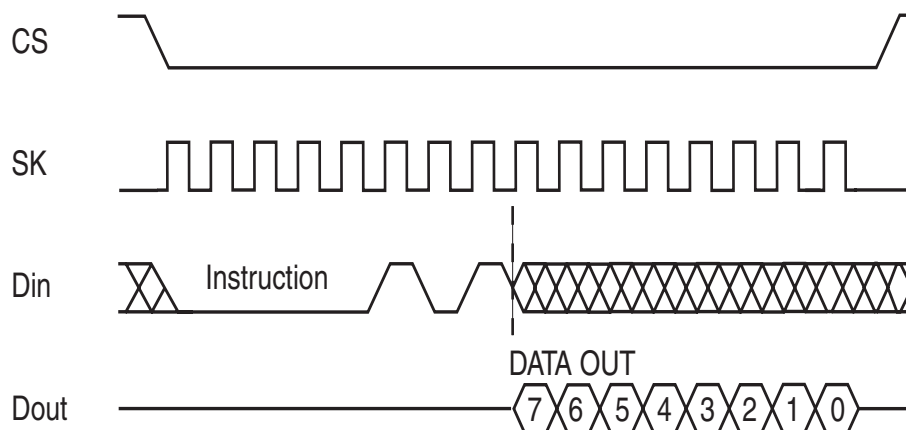 CS
SK
Din
Instruction
DATA OUT
Dout
7 6 5 4 3 2 1 0